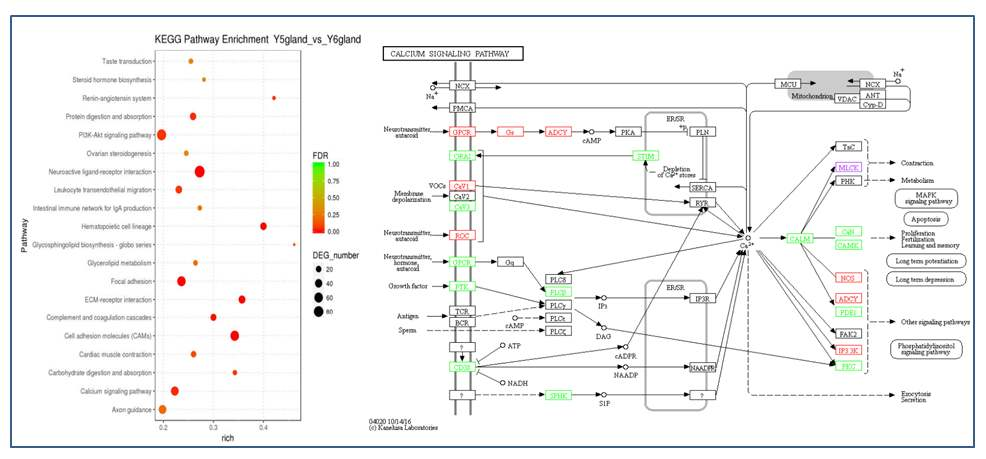 KEGG Pathway Enrichment Y5gland_vs_Y6gland
Pathway
Taste transduction
Steroid hormone biosynthesis
Renin-angiotensin system
Protein digestion and absorption
PI3K-Akt signaling pathway
Ovarian steroidogenesis
Neuroactive ligand-receptor interaction
Leukocyte transendothelial migration
Intestinal immune network for IgA production
Hematopoietic cell lineage
Glycosphingolipid biosynthesis - globo series
Glycerolipid metabolism
Focal adhesion
ECM-receptor interaction
Complement and coagulation cascades
Cell adhesion molecules (CAMs)
Cardiac muscle contraction
Carbohydrate digestion and absorption
Calcium signaling pathway
Axon guidance
0.2 0.3 0.4
rich
FDR
1.00
0.75
0.50
0.25
0.00
DEG_number
20
40
60
80
CALCIUM SIGNALING PATHWAY
Na+
NCX
PMCA
Neurotransmitter,
autacoid
GPCR
Gs
ADCY
cAMP
PKA
ER/SR
PLN
ORAI
STIM
Depletion
of Ca2+ stores
VOCs
Membrane
depolarization
CaV1
CaV2
CaV3
SERCA
RYR
Neurotransmitter,
autacoid
ROC
Neurotransmitter,
hormone,
autacoid
GPCR
Gq
PLCβ
Growth factor
PTK
PLCδ
PLCγ
IP3
ER/SR
IP3R
Antigen
TCR
BCR
cAMP
PLCε
Sperm
PLCζ
DAG
?
ATP
cADPR
CD38
NAADP
NAADPR
NADH
?
SPHK
S1P
?
MCU
NCX
Na+
Mitochondrion
VDAC
ANT
Cyp-D
Ca2+
CALM
TnC
MLCK
PHK
Contraction
Metabolism
MAPK
signaling pathway
Apoptosis
CaN
CAMK
Proliferation
Fertilization
Learning and memory
Long term potentiation
Long term depression
NOS
ADCY
PDE1
FAK2
IP3 3K
PKC
Other signaling pathways
Phosphatidylinositol
signaling pathway
Exocytosis
Secretion
04020 10/14/16
(c) Kanehisa Laboratories